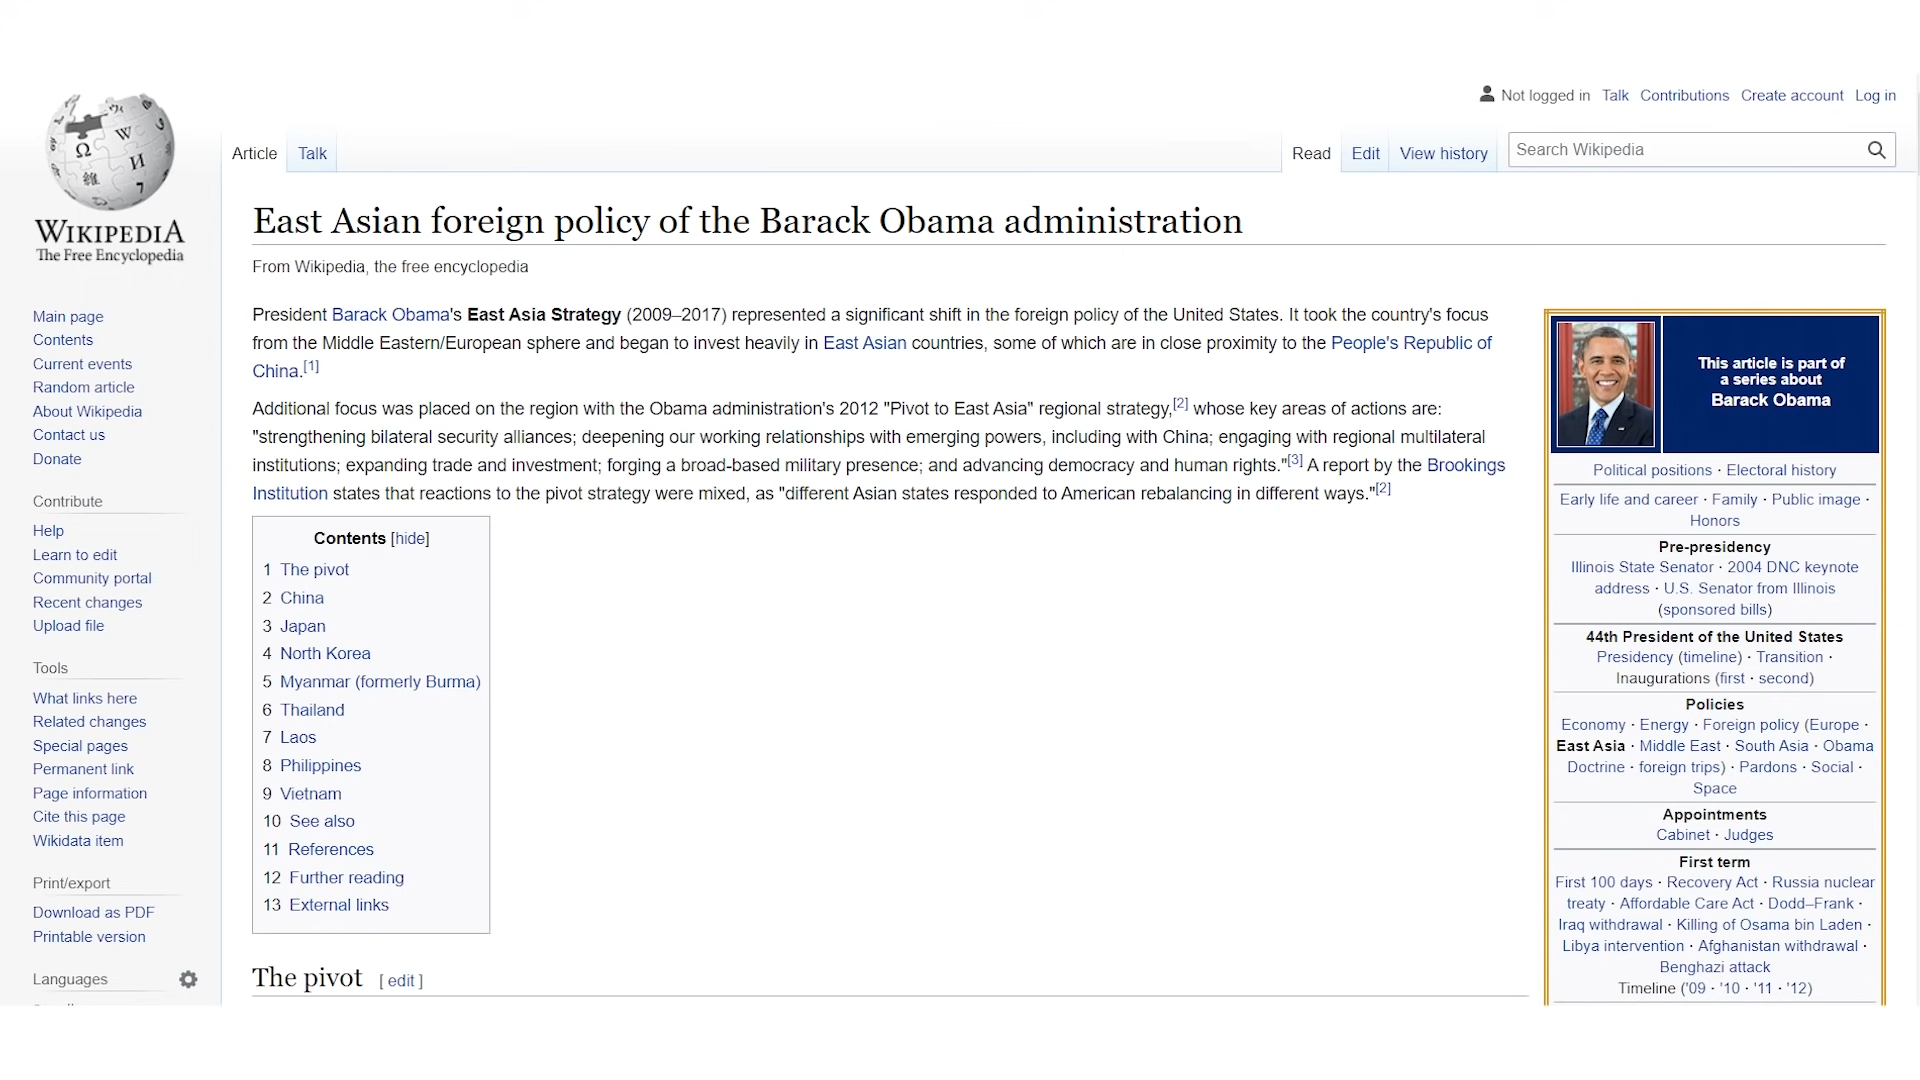 Not logged in Talk Contributions Create account Log in
Article Talk Read Edit View history Search Wikipedia
WIKIPEDIA
The Free Encyclopedia
Main page
Contents
Current events
Random article
About Wikipedia
Contact us
Donate
Contribute
Help
Learn to edit
Community portal
Recent changes
Upload file
Tools
What links here
Related changes
Special pages
Permanent link
Page information
Cite this page
Wikidata item
Print/export
Download as PDF
Printable version
Languages
East Asian foreign policy of the Barack Obama administration
From Wikipedia, the free encyclopedia
President Barack Obama's East Asia Strategy (2009–2017) represented a significant shift in the foreign policy of the United States. It took the country's focus
from the Middle Eastern/European sphere and began to invest heavily in East Asian countries, some of which are in close proximity to the People's Republic of
China.[1]
Additional focus was placed on the region with the Obama administration's 2012 "Pivot to East Asia" regional strategy,[2] whose key areas of actions are:
"strengthening bilateral security alliances; deepening our working relationships with emerging powers, including with China; engaging with regional multilateral
institutions; expanding trade and investment; forging a broad-based military presence; and advancing democracy and human rights."[3] A report by the Brookings
Institution states that reactions to the pivot strategy were mixed, as "different Asian states responded to American rebalancing in different ways."[2]
Contents [hide]
1 The pivot
2 China
3 Japan
4 North Korea
5 Myanmar (formerly Burma)
6 Thailand
7 Laos
8 Philippines
9 Vietnam
10 See also
11 References
12 Further reading
13 External links
The pivot [ edit ]
This article is part of
a series about
Barack Obama
Political positions · Electoral history
Early life and career · Family · Public image ·
Honors
Pre-presidency
Illinois State Senator · 2004 DNC keynote
address · U.S. Senator from Illinois
(sponsored bills)
44th President of the United States
Presidency (timeline) · Transition ·
Inaugurations (first · second)
Policies
Economy · Energy · Foreign policy (Europe ·
East Asia · Middle East · South Asia · Obama
Doctrine · foreign trips) · Pardons · Social ·
Space
Appointments
Cabinet · Judges
First term
First 100 days · Recovery Act · Russia nuclear
treaty · Affordable Care Act · Dodd–Frank ·
Iraq withdrawal · Killing of Osama bin Laden ·
Libya intervention · Afghanistan withdrawal ·
Benghazi attack
Timeline ('09 · '10 · '11 · '12)